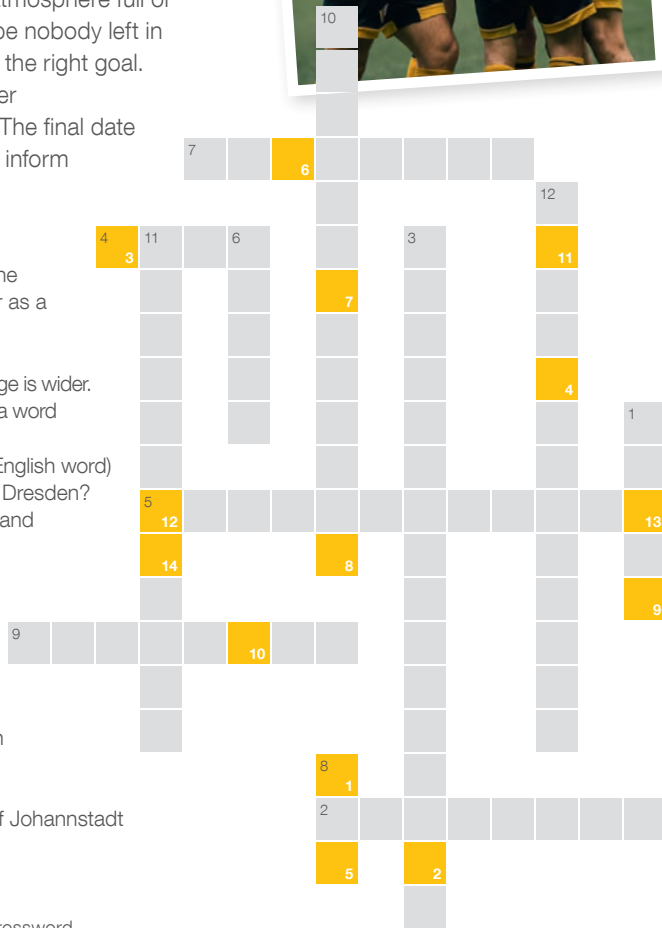 atmosphere full of
be nobody left in
the right goal.
er
The final date
inform
ne
r as a
ge is wider.
a word
English word)
Dresden?
and
n
f Johannstadt
ressword
10
7
6
12
4
3
11
6
3
11
7
4
1
5
12
13
14
8
9
9
10
8
1
2
5
2